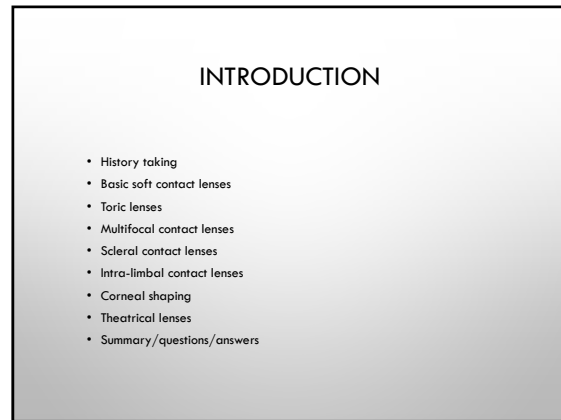 INTRODUCTION
• History taking
• Basic soft contact lenses
• Toric lenses
• Multifocal contact lenses
• Scleral contact lenses
• Intra-limbal contact lenses
• Corneal shaping
• Theatrical lenses
• Summary/questions/answers